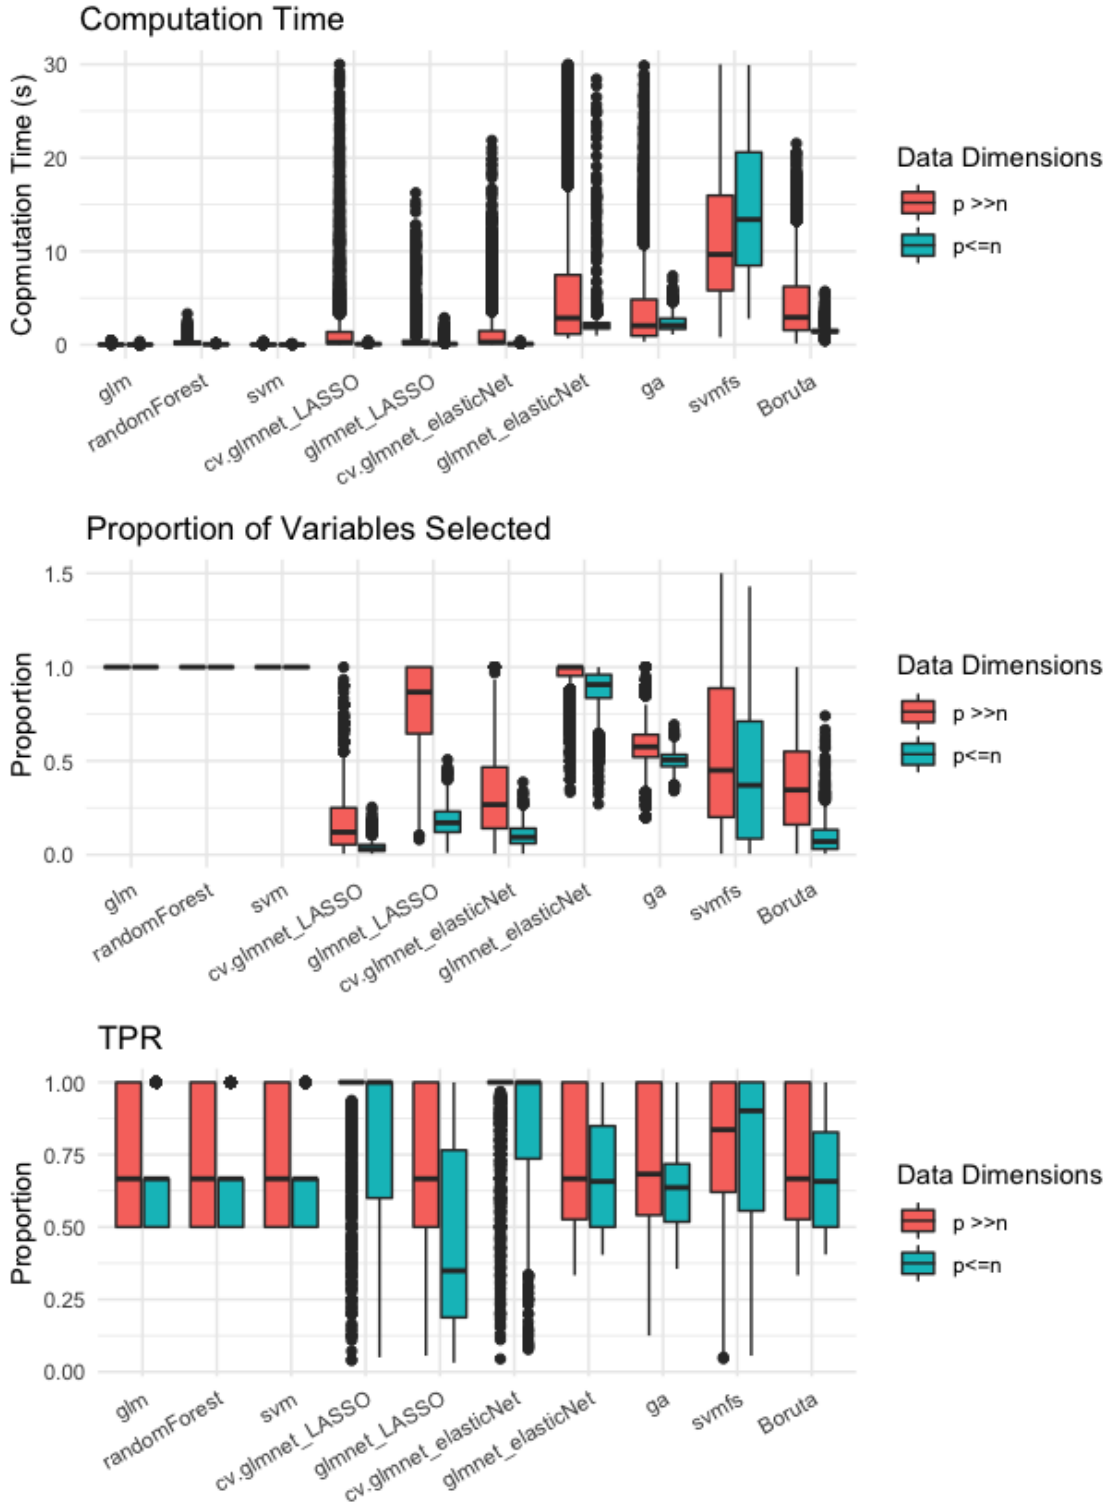 Computation Time
Copmutation Time (s)
30
20
10
0
glm
randomForest
svm
cv.glmnet_LASSO
glmnet_LASSO
cv.glmnet_elasticNet
glmnet_elasticNet
ga
svmfs
Boruta
Data Dimensions
p >>n
p<=n
Proportion of Variables Selected
Proportion
1.5
1.0
0.5
0.0
glm
randomForest
svm
cv.glmnet_LASSO
glmnet_LASSO
cv.glmnet_elasticNet
glmnet_elasticNet
ga
svmfs
Boruta
Data Dimensions
p >>n
p<=n
TPR
Proportion
1.00
0.75
0.50
0.25
0.00
glm
randomForest
svm
cv.glmnet_LASSO
glmnet_LASSO
cv.glmnet_elasticNet
glmnet_elasticNet
ga
svmfs
Boruta
Data Dimensions
p >>n
p<=n